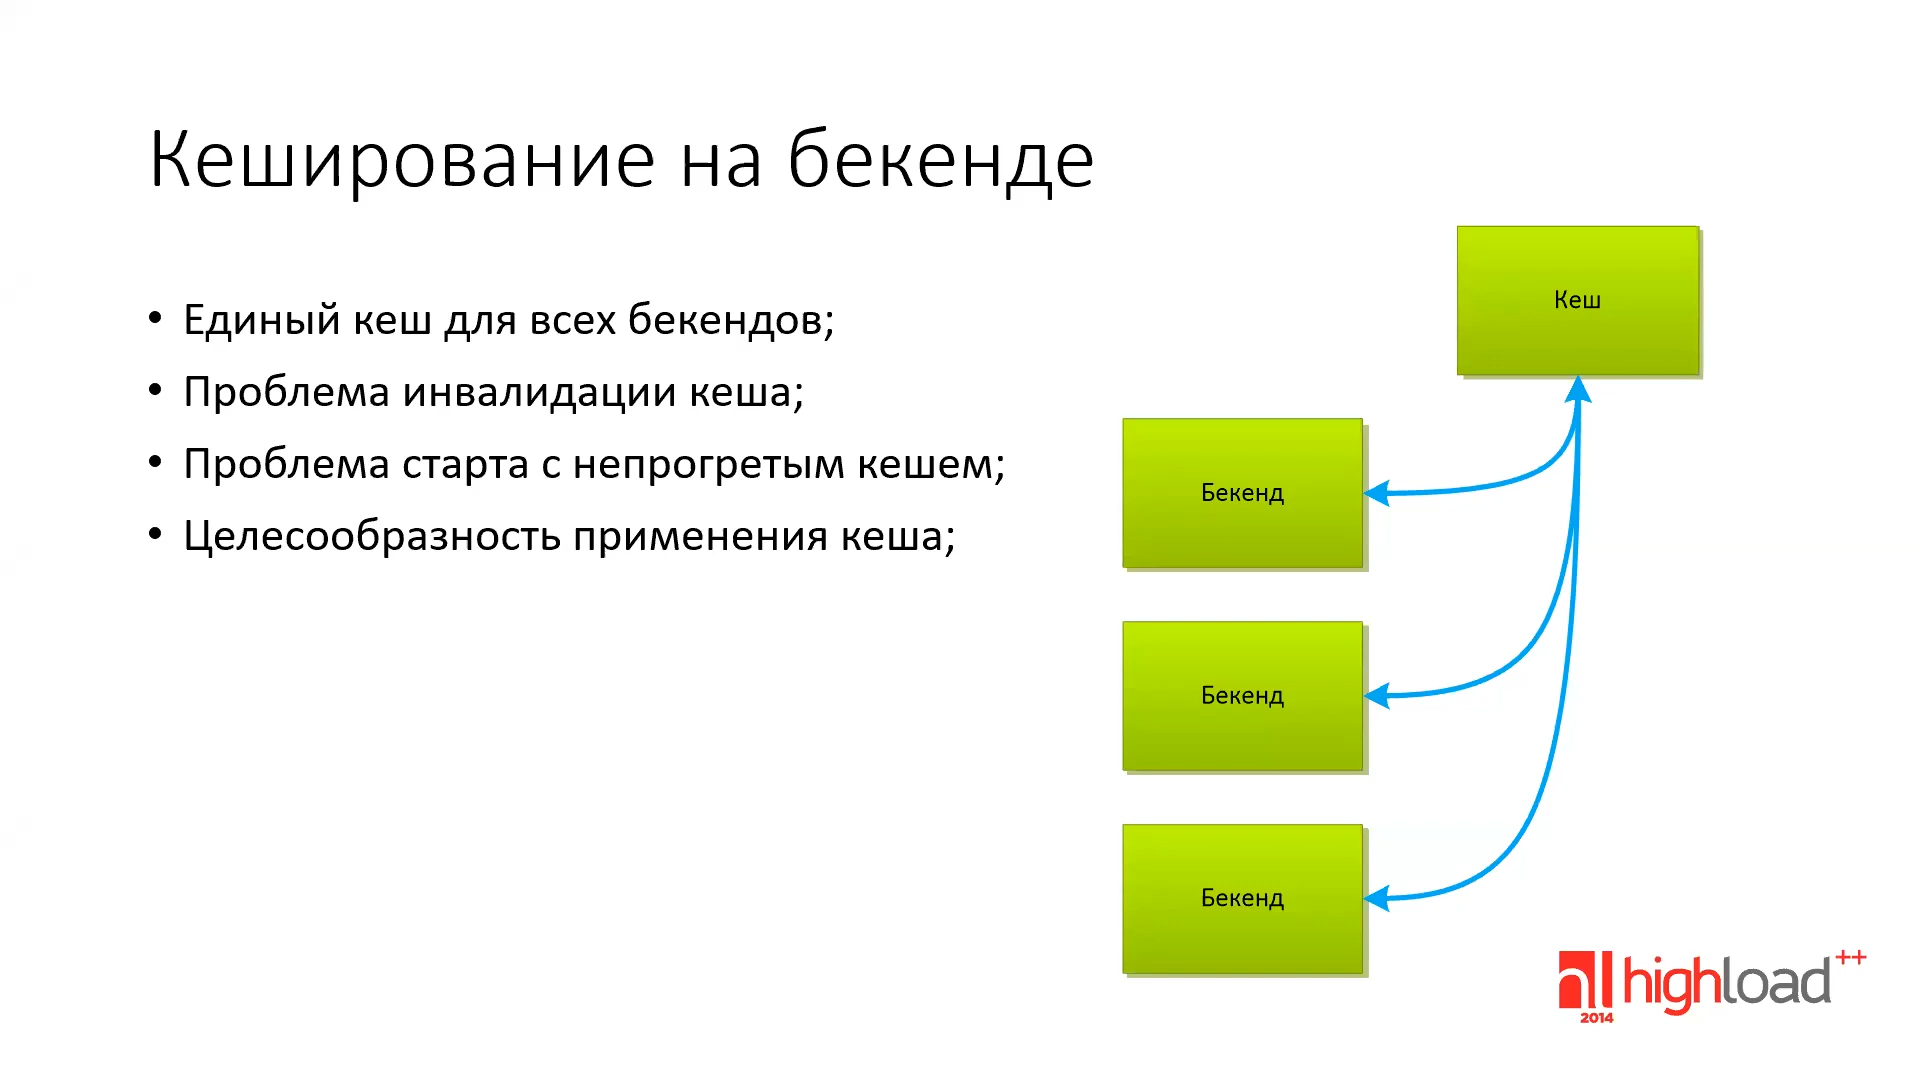 Кеширование на бекенде
• Единый кеш для всех бекендов;
• Проблема инвалидации кеша;
• Проблема старта с непрогретым кешем;
• Целесообразность применения кеша;
Кеш
Бекенд
Бекенд
Бекенд
highload++
2014